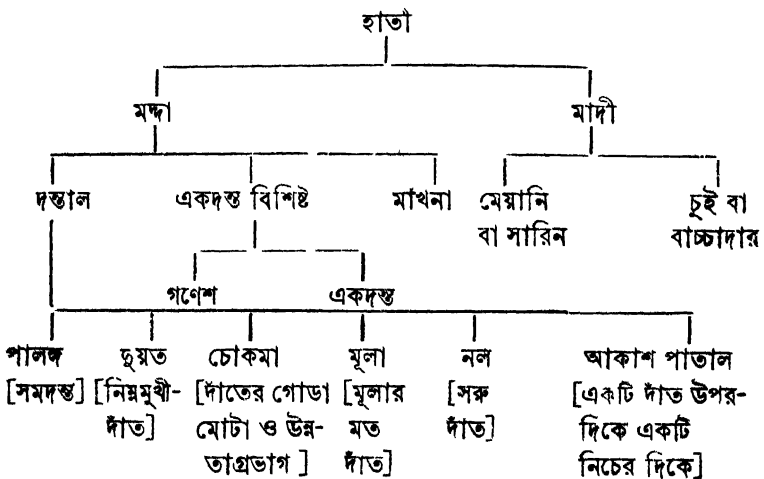 হাতী
মদ্দা মাদী
দন্তাল একদন্ত বিশিষ্ট মাখনা মেয়ানি চুই বা
বা সারিন বাচ্চাদার
গণেশ একদন্ত
পালঙ্গ দুয়ত চোকমা মূলা নল আকাশ পাতাল
[সমদন্ত] [নিম্নমুখী- [দাঁতের গোডা [মূলার [সরু [একটি দাঁত উপর-
দাঁত] মোটা ও উন্ন- মত দাঁত] দিকে একটি
তাগ্রভাগ ] দাঁত] নিচের দিকে]